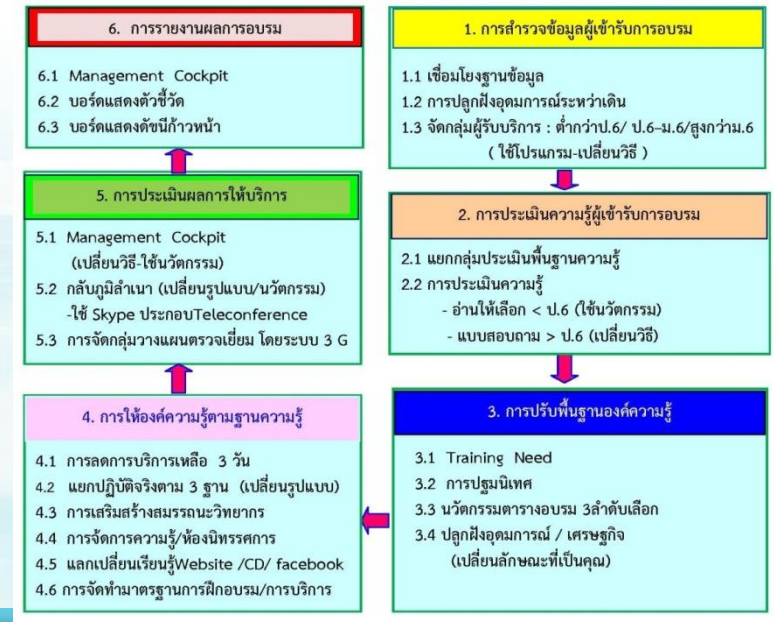 1. การสำรวจข้อมูลผู้เข้ารับการอบรม
1.1 เชื่อมโยงฐานข้อมูล
1.2 การปลูกฝังอุดมการณ์ระหว่าเดิน
1.3 จัดกลุ่มผู้รับบริการ : ต่ำกว่าป.6/ ป.6–ม.6/สูงกว่าม.6
( ใช้โปรแกรม-เปลี่ยนวิธี )
2. การประเมินความรู้ผู้เข้ารับการอบรม
2.1 แยกกลุ่มประเมินพื้นฐานความรู้
2.2 การประเมินความรู้
- อ่านให้เลือก < ป.6 (ใช้นวัตกรรม)
- แบบสอบถาม > ป.6 (เปลี่ยนวิธี)
3. การปรับพื้นฐานองค์ความรู้
3.1 Training Need
3.2 การปฐมนิเทศ
3.3 นวัตกรรมตารางอบรม 3ลำดับเลือก
3.4 ปลูกฝังอุดมการณ์ / เศรษฐกิจ
(เปลี่ยนลักษณะที่เป็นคุณ)
4. การให้องค์ความรู้ตามฐานความรู้
4.1 การลดการบริการเหลือ 3 วัน
4.2 แยกปฏิบัติจริงตาม 3 ฐาน (เปลี่ยนรูปแบบ)
4.3 การเสริมสร้างสมรรถนะวิทยากร
4.4 การจัดการความรู้/ห้องนิทรรศการ
4.5 แลกเปลี่ยนเรียนรู้Website /CD/ facebook
4.6 การจัดทำมาตรฐานการฝึกอบรม/การบริการ
5. การประเมินผลการให้บริการ
5.1 Management Cockpit
(เปลี่ยนวิธี-ใช้นวัตกรรม)
5.2 กลับภูมิลำเนา (เปลี่ยนรูปแบบ/นวัตกรรม)
-ใช้ Skype ประกอบTeleconference
5.3 การจัดกลุ่มวางแผนตรวจเยี่ยม โดยระบบ 3 G
6. การรายงานผลการอบรม
6.1 Management Cockpit
6.2 บอร์ดแสดงตัวชี้วัด
6.3 บอร์ดแสดงดัชนีก้าวหน้า